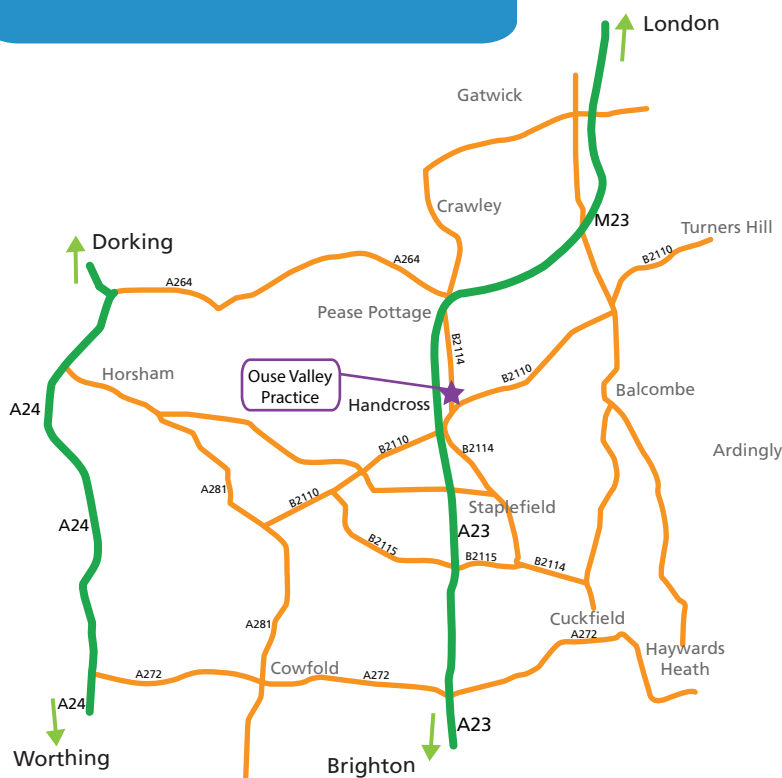 London
Gatwick
Crawley
M23
Turners Hill
Dorking
B2110
A264
A264
Pease Pottage
B2114
Horsham
Ouse Valley
Practice
B2110
Handcross
Balcombe
A24
B2110
B2114
Ardingly
A281
B2110
Staplefield
A24
A23
B2115
B2115
B2114
A281
Cuckfield
A272
Haywards
Heath
Cowfold
A272
A272
A24
A23
Worthing
Brighton